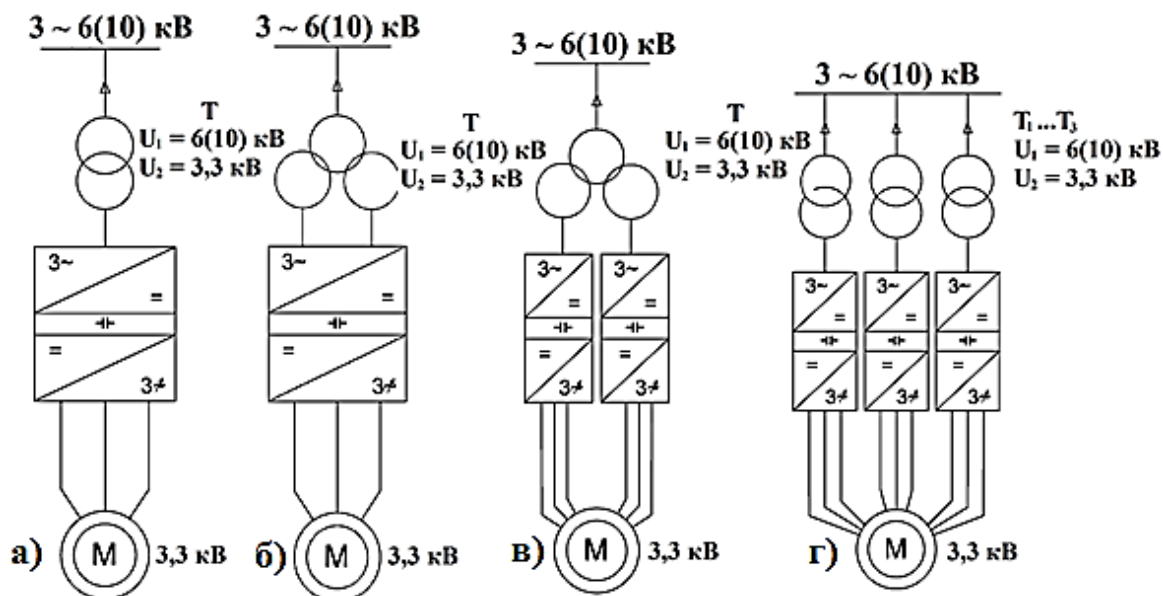 3 ~ 6(10) кВ
T
U₁ = 6(10) кВ
U₂ = 3,3 кВ
3~
=
=
3≁
M
3,3 кВ
а)
3 ~ 6(10) кВ
T
U₁ = 6(10) кВ
U₂ = 3,3 кВ
3~
=
=
3≁
M
3,3 кВ
б)
3 ~ 6(10) кВ
T
U₁ = 6(10) кВ
U₂ = 3,3 кВ
3~
=
3~
=
=
3≁
=
3≁
M
3,3 кВ
в)
3 ~ 6(10) кВ
T₁ ...T₃
U₁ = 6(10) кВ
U₂ = 3,3 кВ
3~
=
3~
=
3~
=
=
3≁
=
3≁
=
3≁
M
3,3 кВ
г)